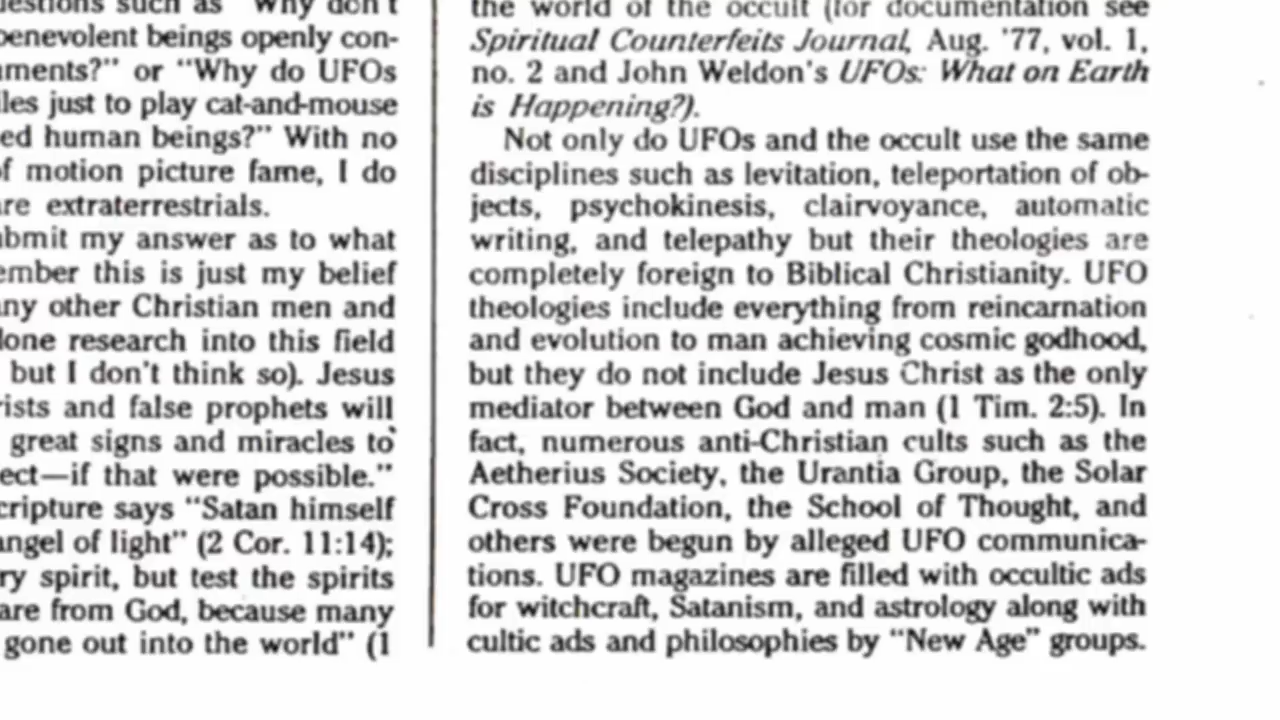 uestions such as "Why don't
benevolent beings openly con-
ments?" or "Why do UFOs
les just to play cat-and-mouse
ed human beings?" With no
of motion picture fame, I do
re extraterrestrials.
bmit my answer as to what
ember this is just my belief
ny other Christian men and
done research into this field
but I don't think so). Jesus
rists and false prophets will
great signs and miracles to
ect—if that were possible."
cripture says "Satan himself
angel of light" (2 Cor. 11:14);
ry spirit, but test the spirits
are from God, because many
gone out into the world" (1
the world of the occult (for documentation see
Spiritual Counterfeits Journal, Aug. '77, vol. 1,
no. 2 and John Weldon's UFOs: What on Earth
is Happening?).
Not only do UFOs and the occult use the same
disciplines such as levitation, teleportation of ob-
jects, psychokinesis, clairvoyance, automatic
writing, and telepathy but their theologies are
completely foreign to Biblical Christianity. UFO
theologies include everything from reincarnation
and evolution to man achieving cosmic godhood,
but they do not include Jesus Christ as the only
mediator between God and man (1 Tim. 2:5). In
fact, numerous anti-Christian cults such as the
Aetherius Society, the Urantia Group, the Solar
Cross Foundation, the School of Thought, and
others were begun by alleged UFO communica-
tions. UFO magazines are filled with occultic ads
for witchcraft, Satanism, and astrology along with
cultic ads and philosophies by "New Age" groups.